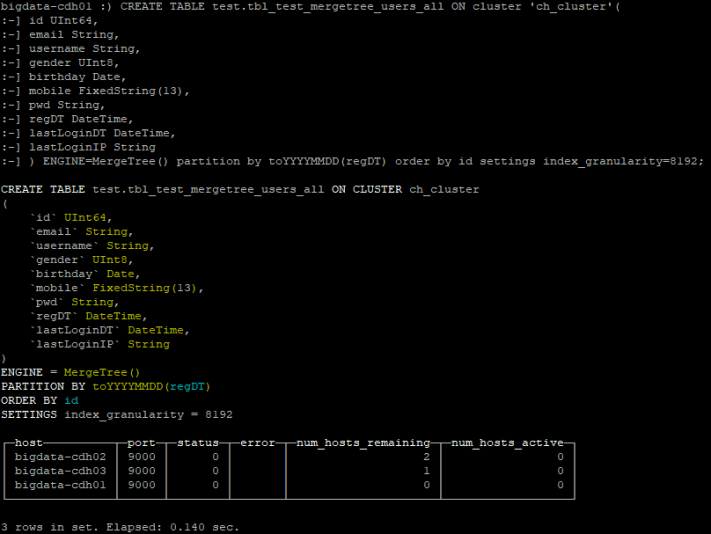 bigdata-cdh01 :) CREATE TABLE test.tbl_test_mergetree_users_all ON cluster 'ch_cluster'(
:-] id UInt64,
:-] email String,
:-] username String,
:-] gender UInt8,
:-] birthday Date,
:-] mobile FixedString(13),
:-] pwd String,
:-] regDT DateTime,
:-] lastLoginDT DateTime,
:-] lastLoginIP String
:-] ) ENGINE=MergeTree() partition by toYYYYMMDD(regDT) order by id settings index_granularity=8192;
CREATE TABLE test.tbl_test_mergetree_users_all ON CLUSTER ch_cluster
(
`id` UInt64,
`email` String,
`username` String,
`gender` UInt8,
`birthday` Date,
`mobile` FixedString(13),
`pwd` String,
`regDT` DateTime,
`lastLoginDT` DateTime,
`lastLoginIP` String
)
ENGINE = MergeTree()
PARTITION BY toYYYYMMDD(regDT)
ORDER BY id
SETTINGS index_granularity = 8192
host port status error num_hosts_remaining num_hosts_active
bigdata-cdh02 9000 0 2 0
bigdata-cdh03 9000 0 1 0
bigdata-cdh01 9000 0 0 0
3 rows in set. Elapsed: 0.140 sec.